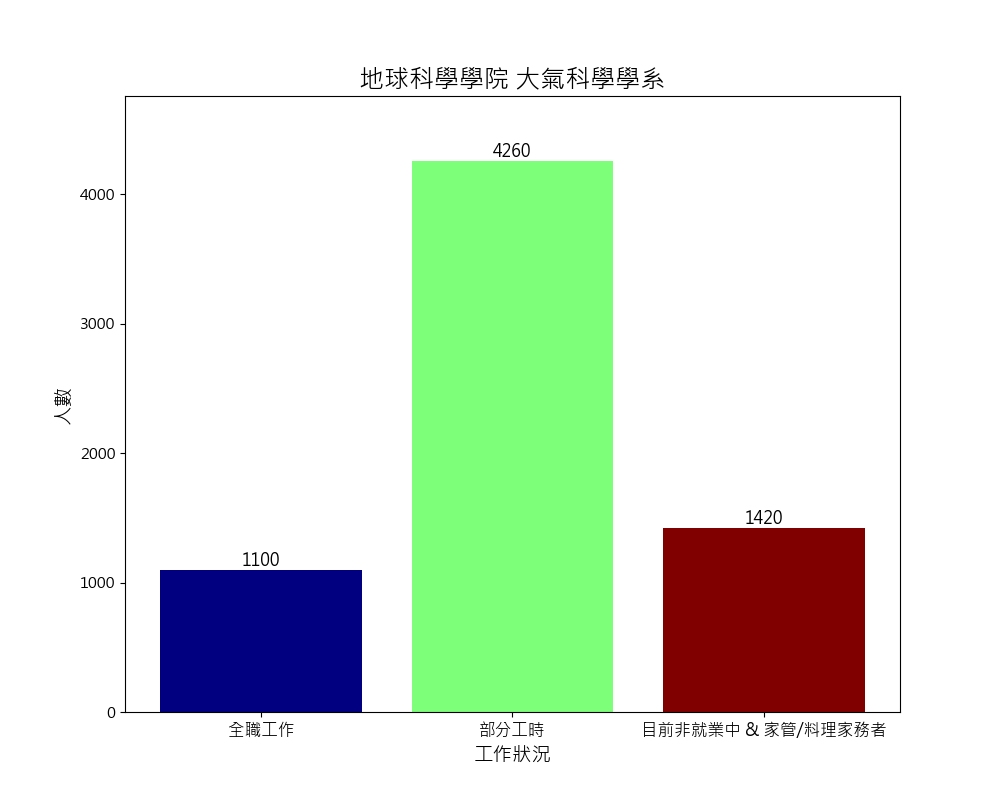 地球科學學院 大氣科學學系
人數
4000
3000
2000
1000
0
4260
1420
1100
全職工作
部分工時
目前非就業中 & 家管/料理家務者
工作狀況